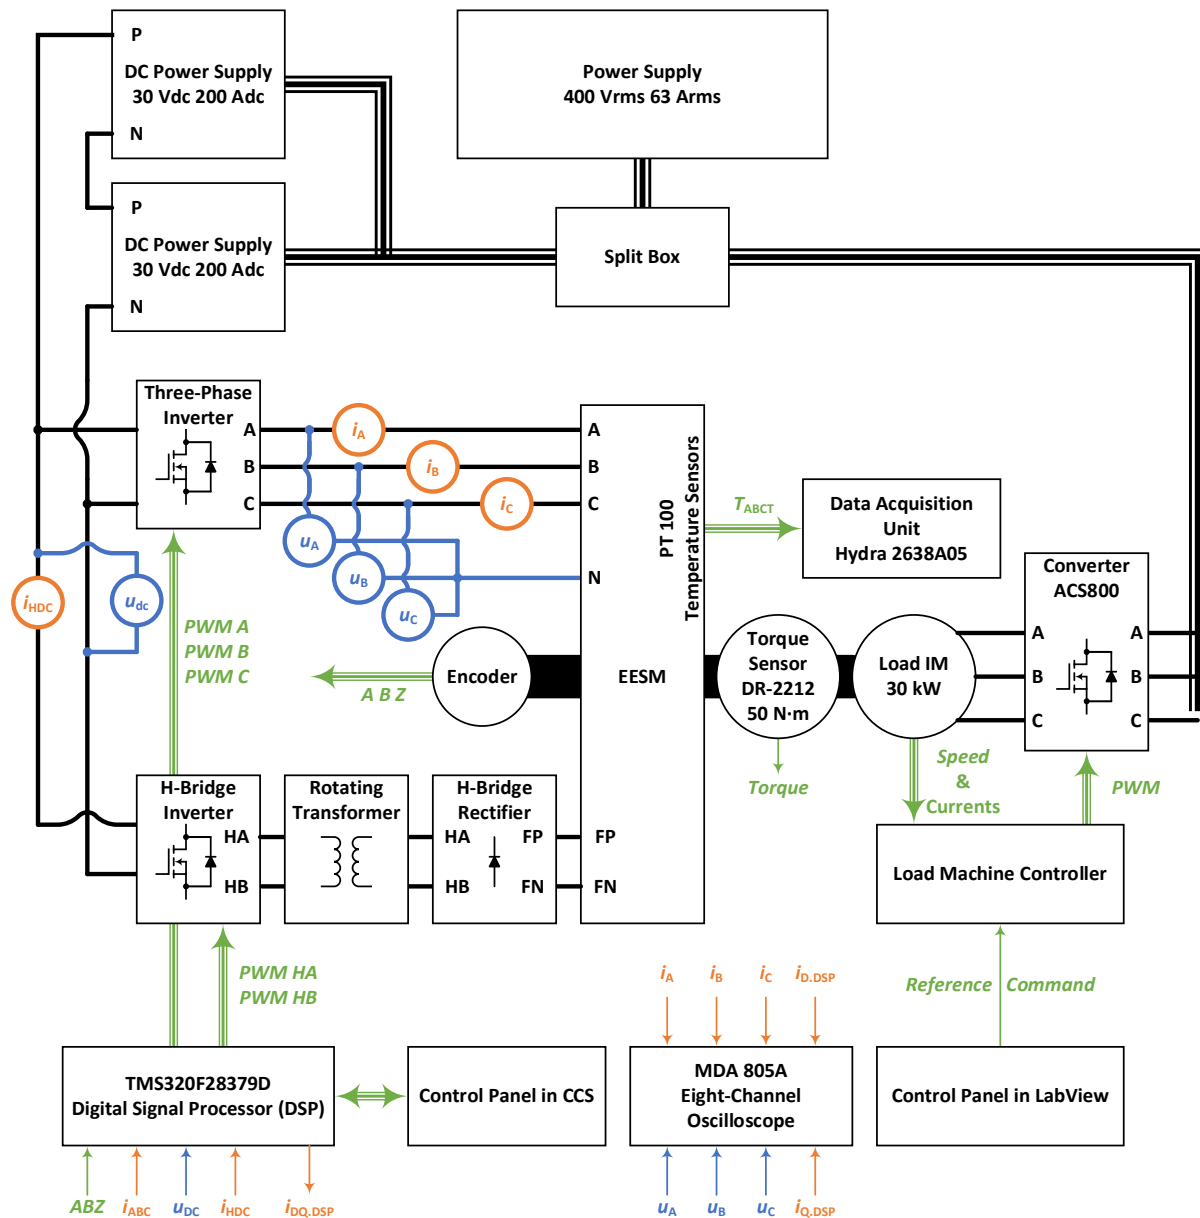 P
DC Power Supply
30 Vdc 200 Adc
N
Power Supply
400 Vrms 63 Arms
P
DC Power Supply
30 Vdc 200 Adc
N
Split Box
Three-Phase
Inverter
A
B
C
iA
iB
iC
uA
uB
uC
A
B
C
N
PT 100
Temperature Sensors
TABCT
Data Acquisition
Unit
Hydra 2638A05
iHDC
udc
PWM A
PWM B
PWM C
A B Z
Encoder
EESM
Torque
Sensor
DR-2212
50 N·m
Load IM
30 kW
Converter
ACS800
A
B
C
A
B
C
Torque
Speed
&
Currents
PWM
H-Bridge
Inverter
HA
HB
Rotating
Transformer
H-Bridge
Rectifier
HA
HB
FP
FN
FP
FN
Load Machine Controller
PWM HA
PWM HB
Reference Command
iA
iB
iC
iD.DSP
TMS320F28379D
Digital Signal Processor (DSP)
Control Panel in CCS
MDA 805A
Eight-Channel
Oscilloscope
Control Panel in LabView
ABZ
iABC
uDC
iHDC
iDQ.DSP
uA
uB
uC
iQ.DSP